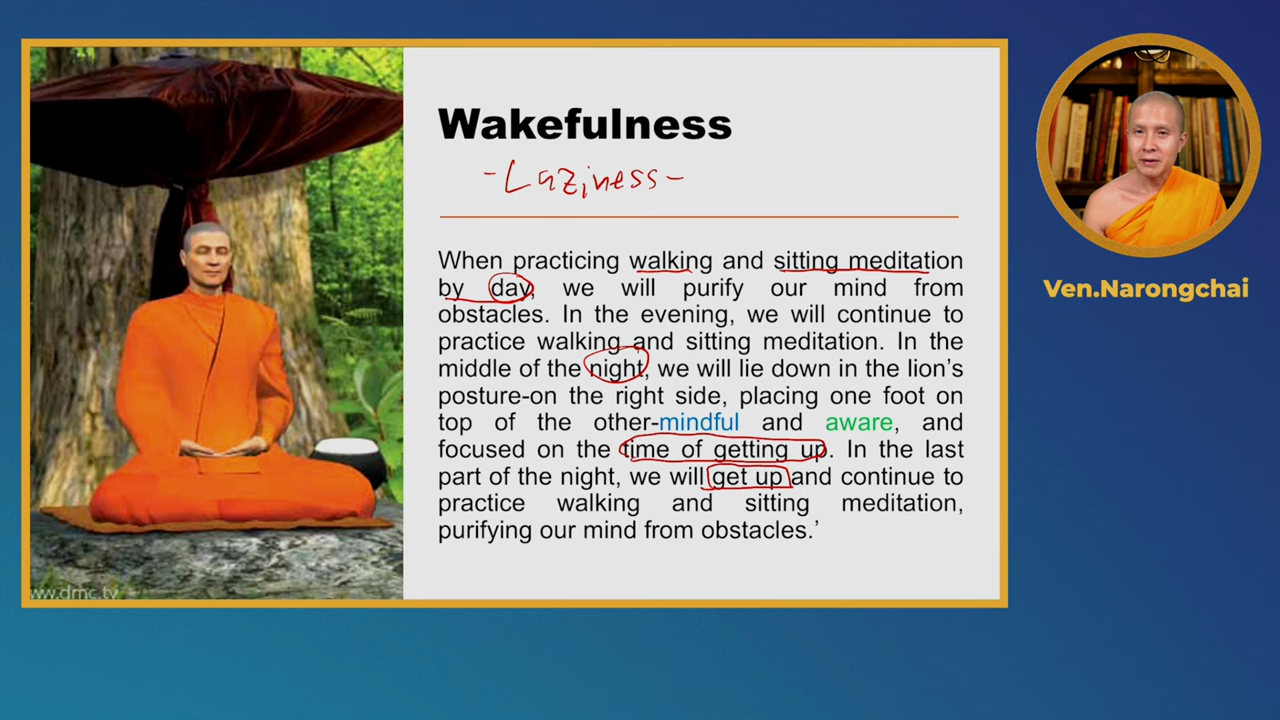 Wakefulness
-Laziness-
When practicing walking and sitting meditation
by day, we will purify our mind from
obstacles. In the evening, we will continue to
practice walking and sitting meditation. In the
middle of the night, we will lie down in the lion’s
posture-on the right side, placing one foot on
top of the other-mindful and aware, and
focused on the time of getting up. In the last
part of the night, we will get up and continue to
practice walking and sitting meditation,
purifying our mind from obstacles.’
ww.dmc.tv
Ven.Narongchai